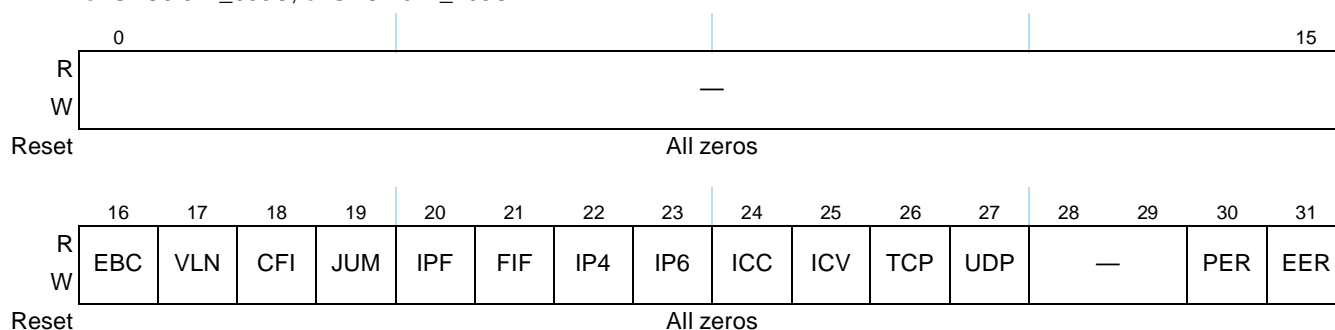 0 15
R
W
—
Reset All zeros
16 17 18 19 20 21 22 23 24 25 26 27 28 29 30 31
R
W
EBC VLN CFI JUM IPF FIF IP4 IP6 ICC ICV TCP UDP — PER EER
Reset All zeros